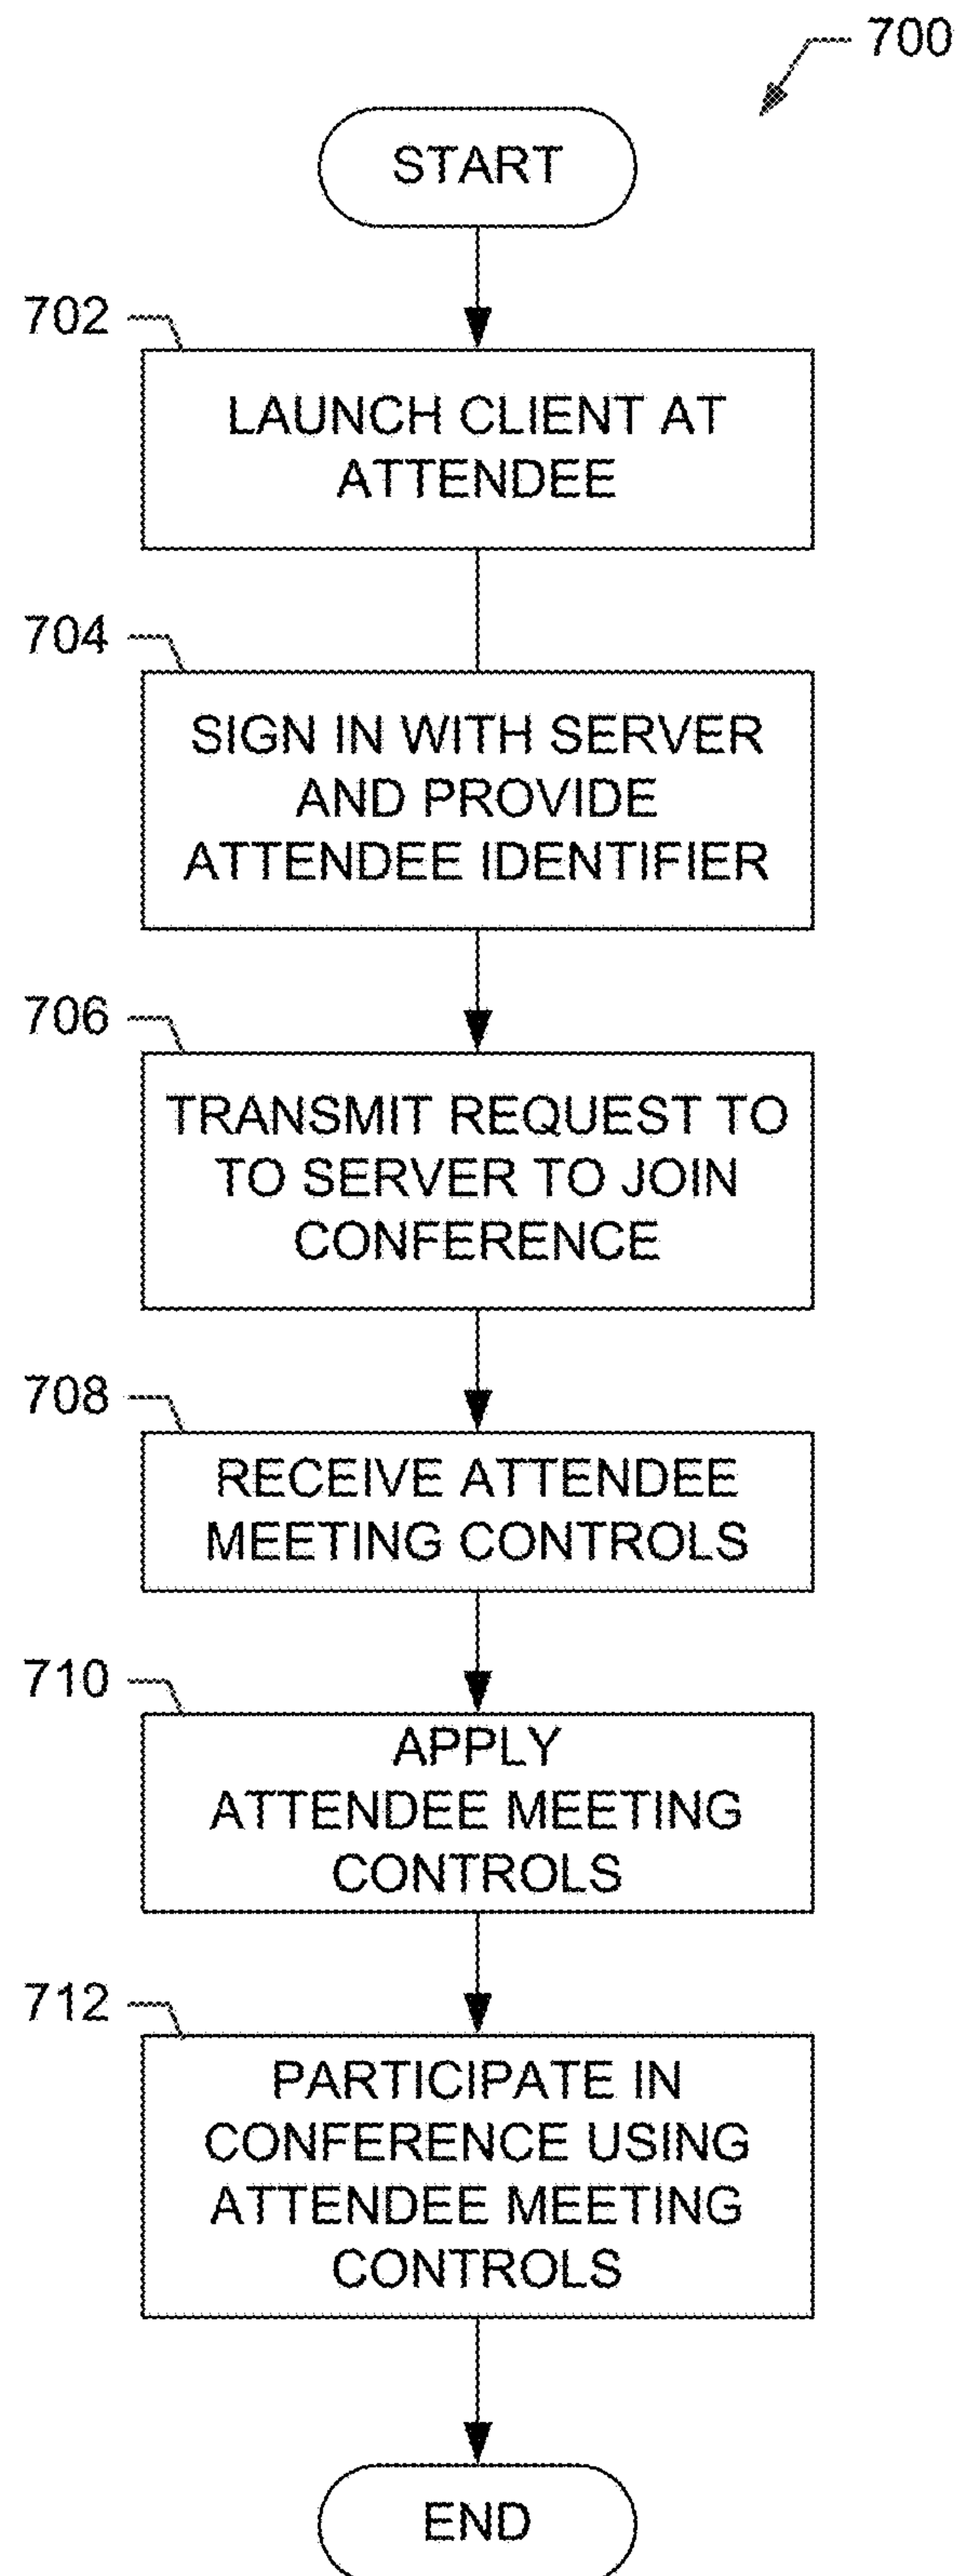 700
START
702
LAUNCH CLIENT AT
ATTENDEE
704
SIGN IN WITH SERVER
AND PROVIDE
ATTENDEE IDENTIFIER
706
TRANSMIT REQUEST TO
TO SERVER TO JOIN
CONFERENCE
708
RECEIVE ATTENDEE
MEETING CONTROLS
710
APPLY
ATTENDEE MEETING
CONTROLS
712
PARTICIPATE IN
CONFERENCE USING
ATTENDEE MEETING
CONTROLS
END